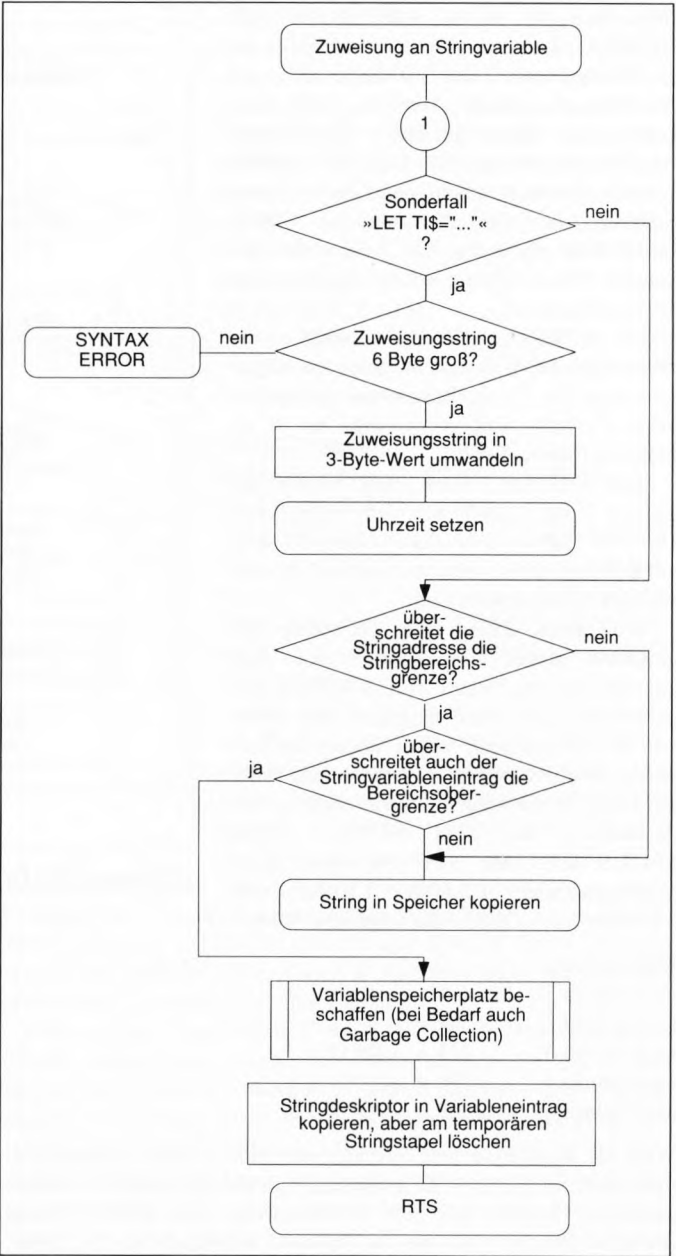 Zuweisung an Stringvariable
1
Sonderfall
»LET TI$="..."«
?
nein
ja
Zuweisungsstring
6 Byte groß?
nein
SYNTAX
ERROR
ja
Zuweisungsstring in
3-Byte-Wert umwandeln
Uhrzeit setzen
über-
schreitet die
Stringadresse die
Stringbereichs-
grenze?
nein
ja
über-
schreitet auch der
Stringvariableneintrag die
Bereichsober-
grenze?
ja
nein
String in Speicher kopieren
Variablenspeicherplatz be-
schaffen (bei Bedarf auch
Garbage Collection)
Stringdeskriptor in Variableneintrag
kopieren, aber am temporären
Stringstapel löschen
RTS